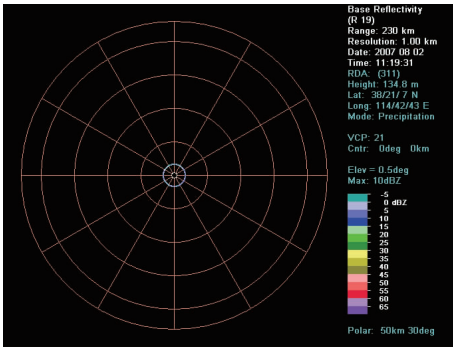 Base Reflectivity
(R 19)
Range: 230 km
Resolution: 1.00 km
Date: 2007 08 02
Time: 11:19:31
RDA: (311)
Height: 134.8 m
Lat: 38/21/ 7 N
Long: 114/42/43 E
Mode: Precipitation
VCP: 21
Cntr: 0deg 0km
Elev = 0.5deg
Max: 10dBZ
-5
0 dBZ
5
10
15
20
25
30
35
40
45
50
55
60
65
Polar: 50km 30deg